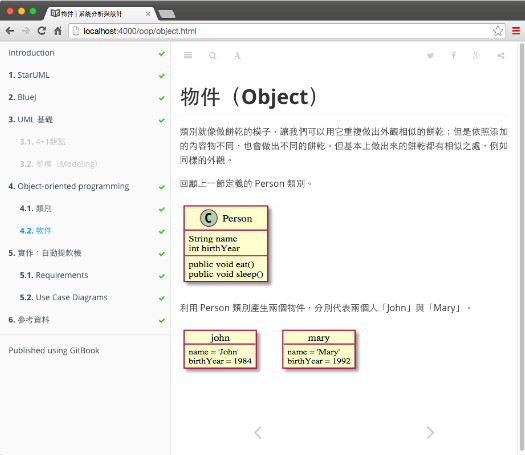 物件 | 系統分析與設計
localhost:4000/oop/object.html
Introduction
1. StarUML
2. BlueJ
3. UML 基礎
3.1. 4+1觀點
3.2. 塑模（Modeling）
4. Object-oriented programming
4.1. 類別
4.2. 物件
5. 實作：自動提款機
5.1. Requirements
5.2. Use Case Diagrams
6. 參考資料
Published using GitBook
A
物件（Object）
類別就像做餅乾的模子，讓我們可以用它重複做出外觀相似的餅乾；但是依照添加
的內容物不同，也會做出不同的餅乾。但基本上做出來的餅乾都有相似之處，例如
同樣的外觀。
回顧上一節定義的 Person 類別。
C Person
String name
int birthYear
public void eat()
public void sleep()
利用 Person 類別產生兩個物件，分別代表兩個人「John」與「Mary」。
john
name = 'John'
birthYear = 1984
mary
name = 'Mary'
birthYear = 1992